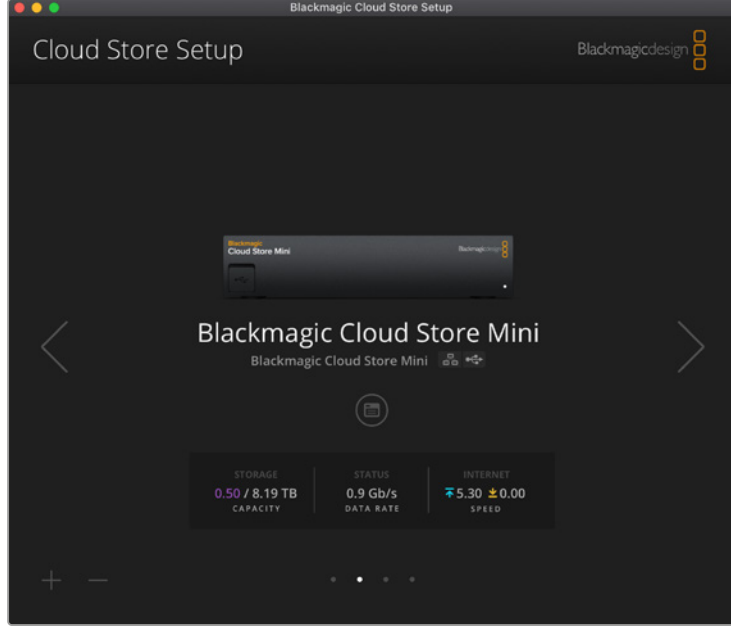 Blackmagic Cloud Store Setup
Cloud Store Setup
Blackmagicdesign
Blackmagic
Cloud Store Mini
Blackmagicdesign
Blackmagic Cloud Store Mini
Blackmagic Cloud Store Mini
STORAGE
0.50 / 8.19 TB
CAPACITY
STATUS
0.9 Gb/s
DATA RATE
INTERNET
5.30 0.00
SPEED